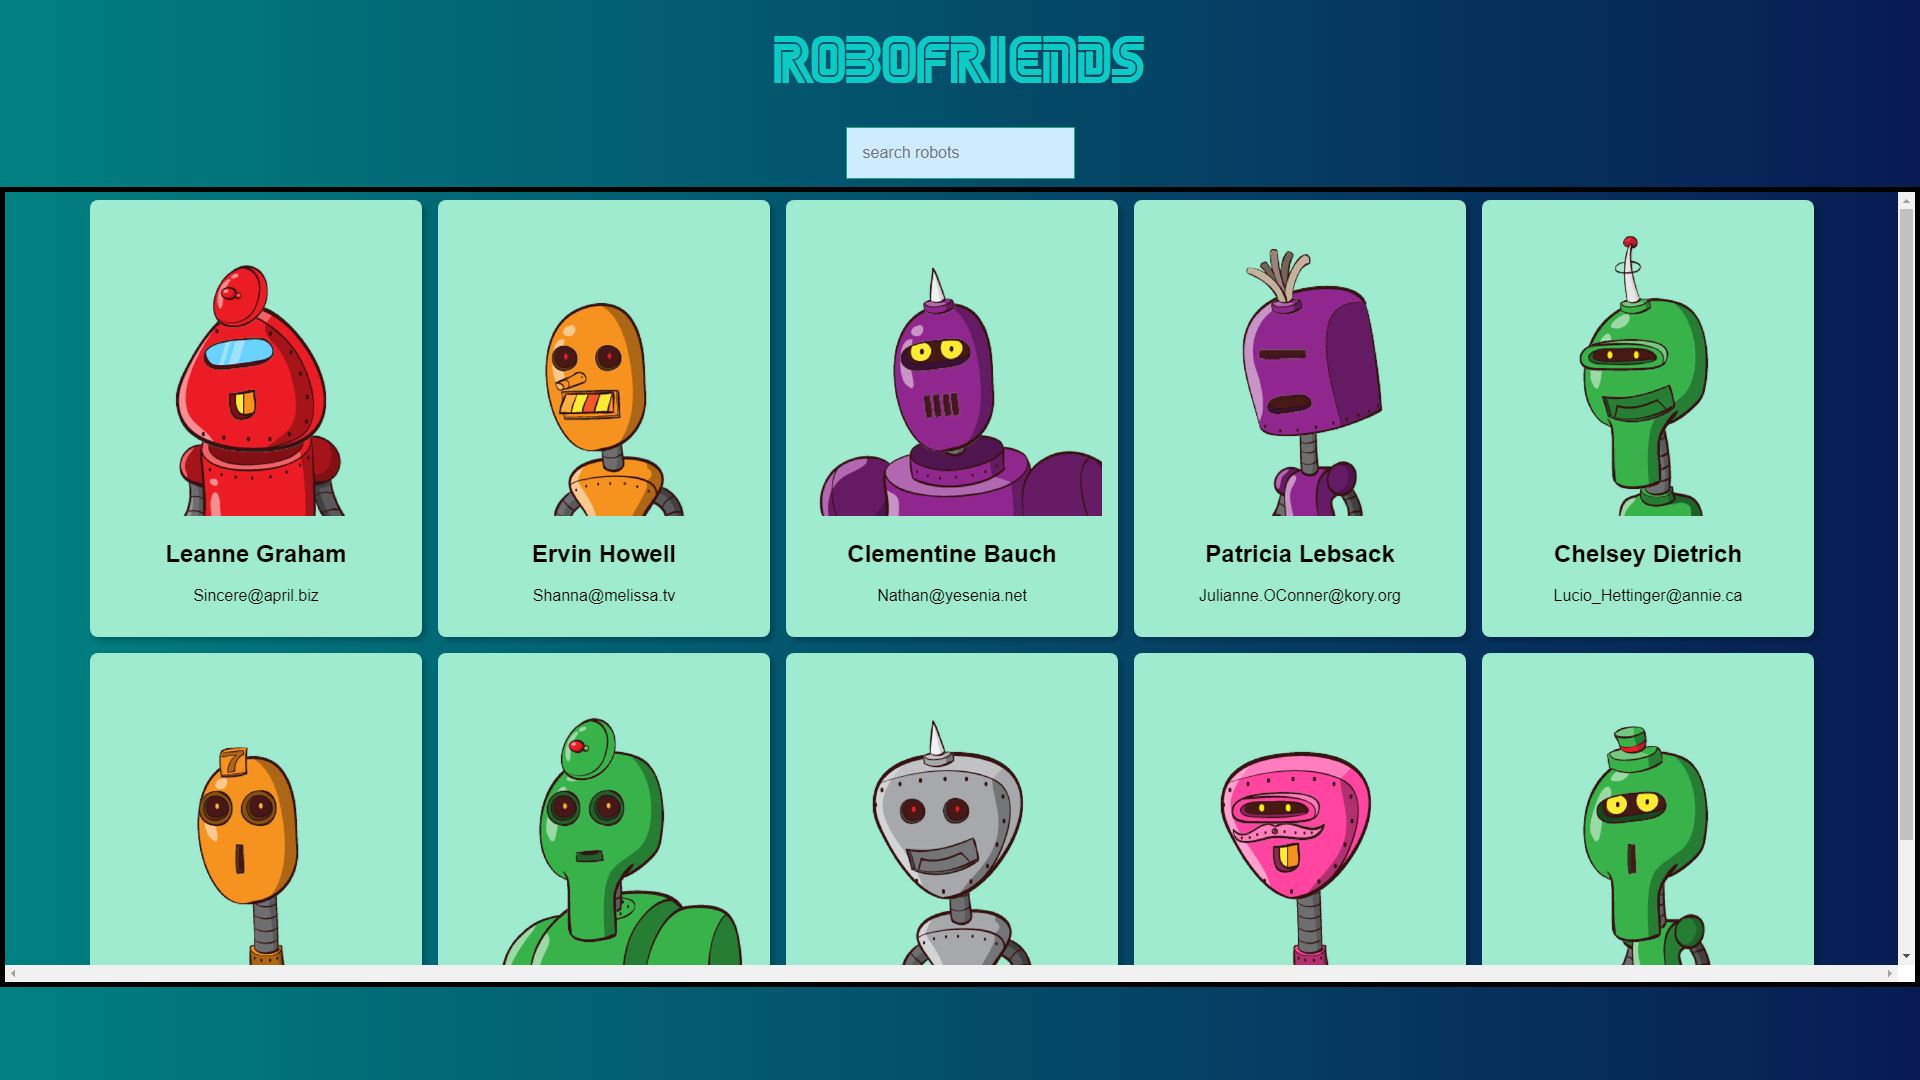 ROBOFRIENDS
search robots
Leanne Graham
Sincere@april.biz
Ervin Howell
Shanna@melissa.tv
Clementine Bauch
Nathan@yesenia.net
Patricia Lebsack
Julianne.OConner@kory.org
Chelsey Dietrich
Lucio_Hettinger@annie.ca
7